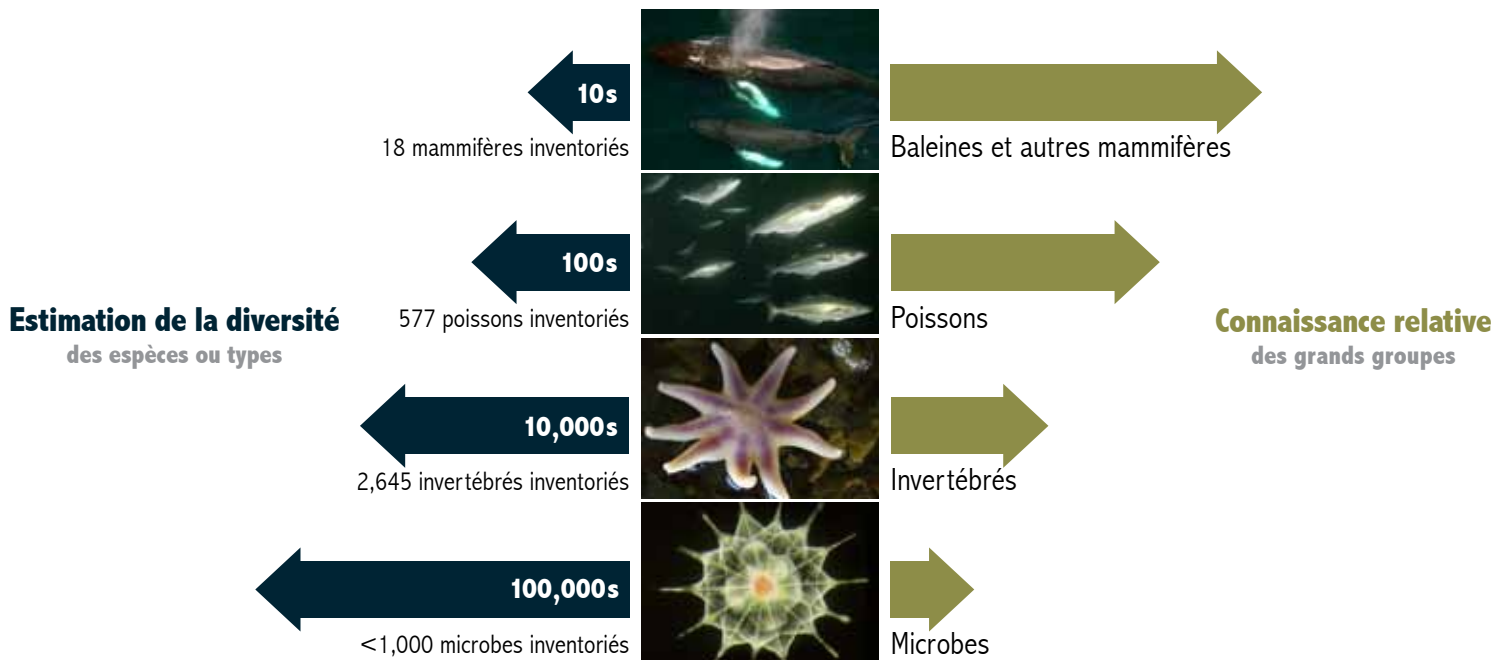 10s
18 mammifères inventoriés
Baleines et autres mammifères
100s
577 poissons inventoriés
Poissons
Estimation de la diversité
des espèces ou types
Connaissance relative
des grands groupes
10,000s
2,645 invertébrés inventoriés
Invertébrés
100,000s
<1,000 microbes inventoriés
Microbes